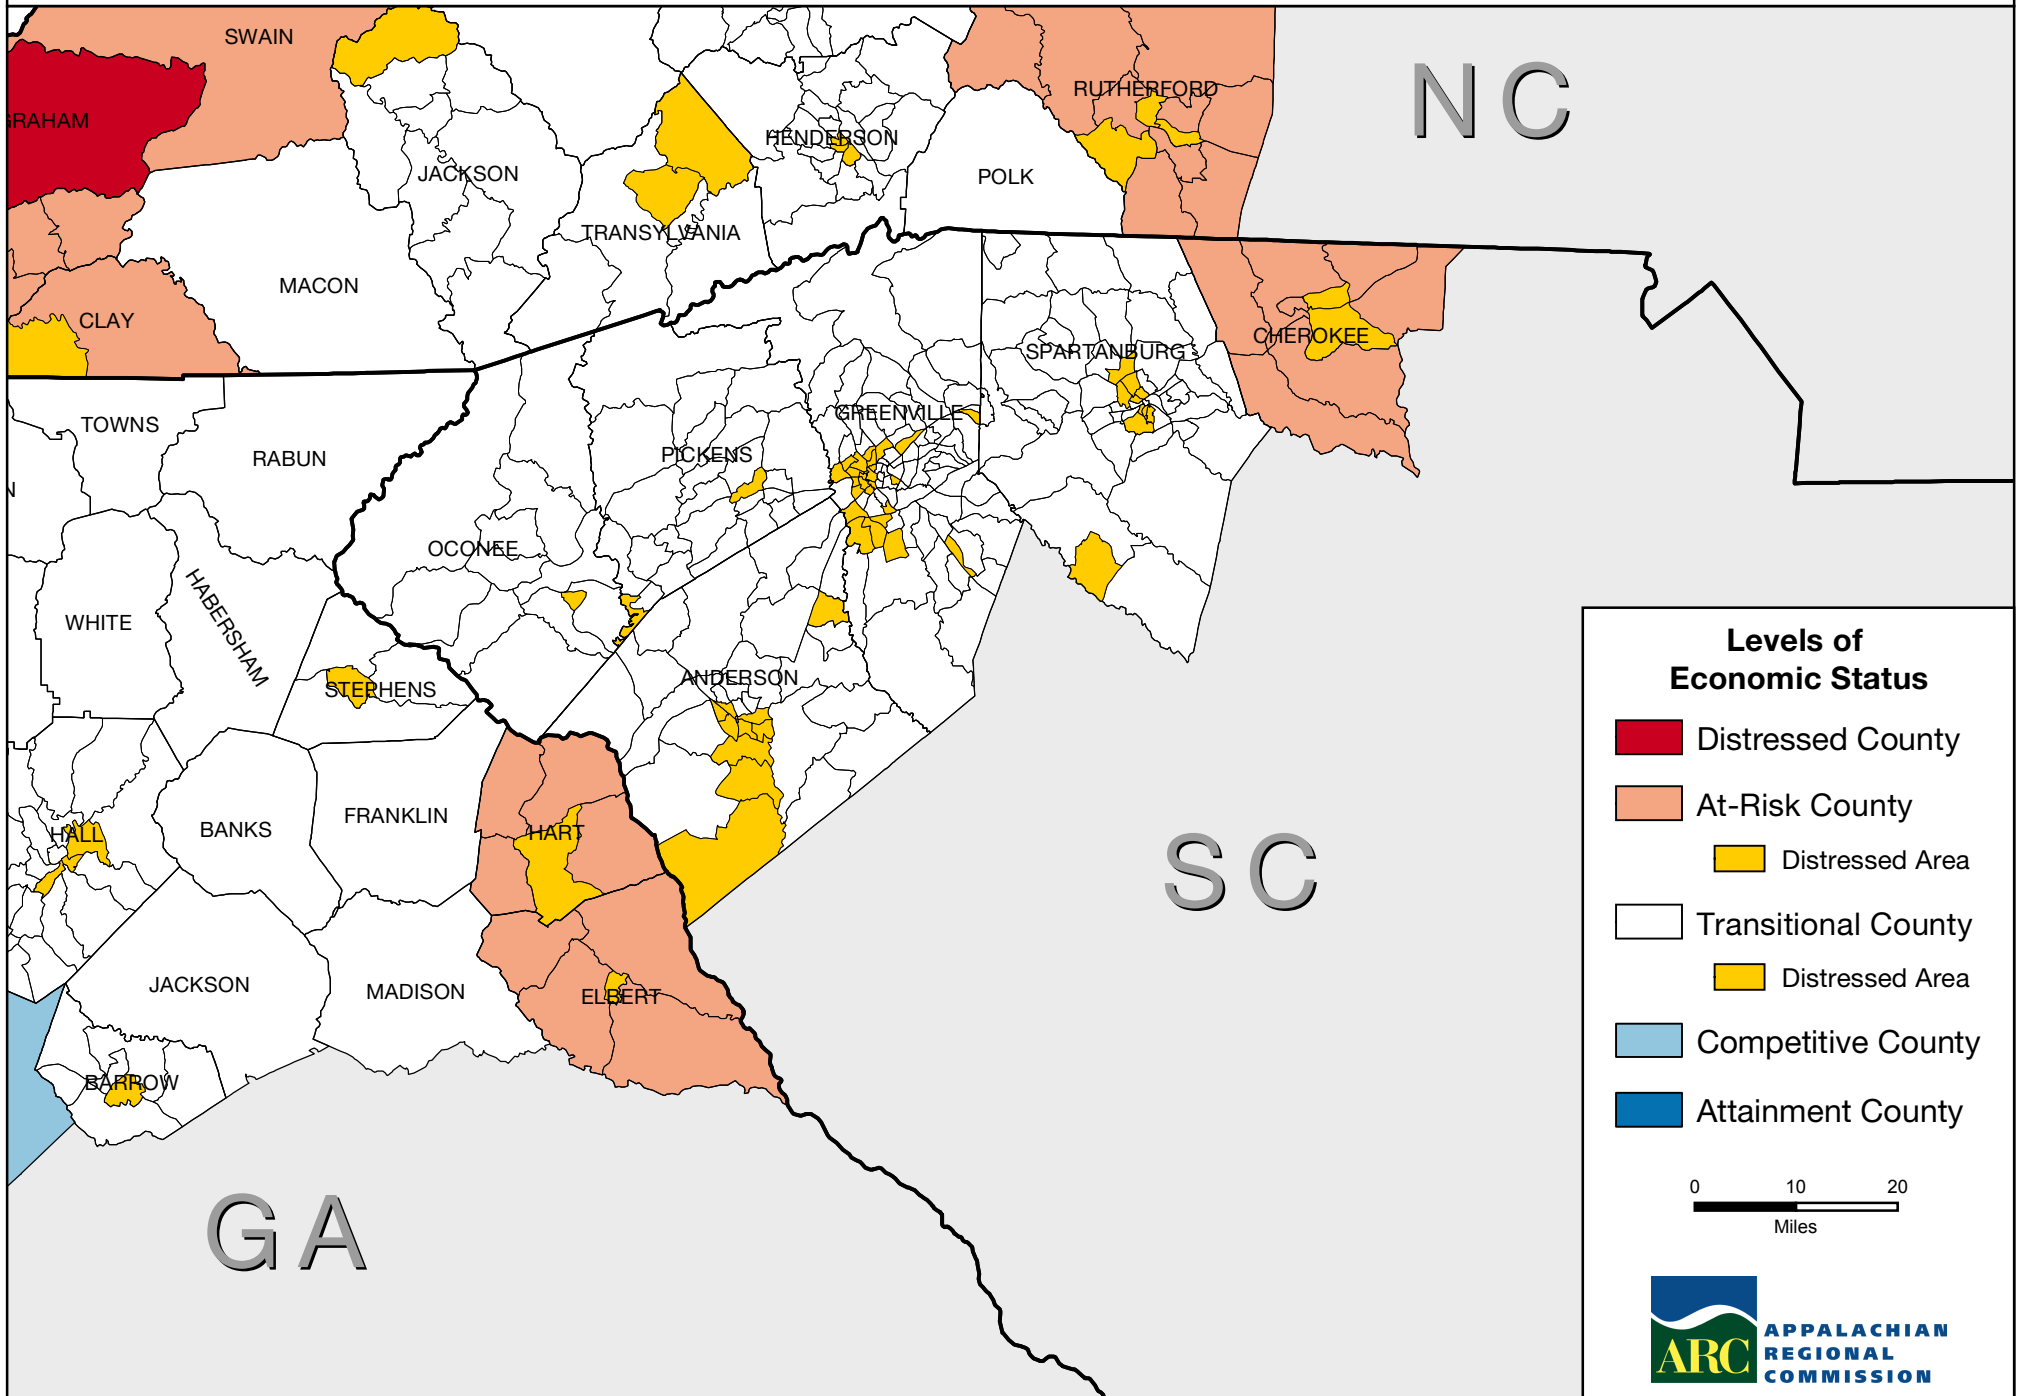 SWAIN
RUTHERFORD
NC
GRAHAM
HENDERSON
JACKSON
POLK
TRANSYLVANIA
MACON
CLAY
CHEROKEE
SPARTANBURG
TOWNS
GREENVILLE
RABUN
PICKENS
N
OCONEE
WHITE
HABERSHAM
STEPHENS
ANDERSON
HALL
BANKS
FRANKLIN
HART
SC
JACKSON
MADISON
ELBERT
BARROW
GA
Levels of
Economic Status
Distressed County
At-Risk County
Distressed Area
Transitional County
Distressed Area
Competitive County
Attainment County
0 10 20
Miles
ARC
APPALACHIAN
REGIONAL
COMMISSION